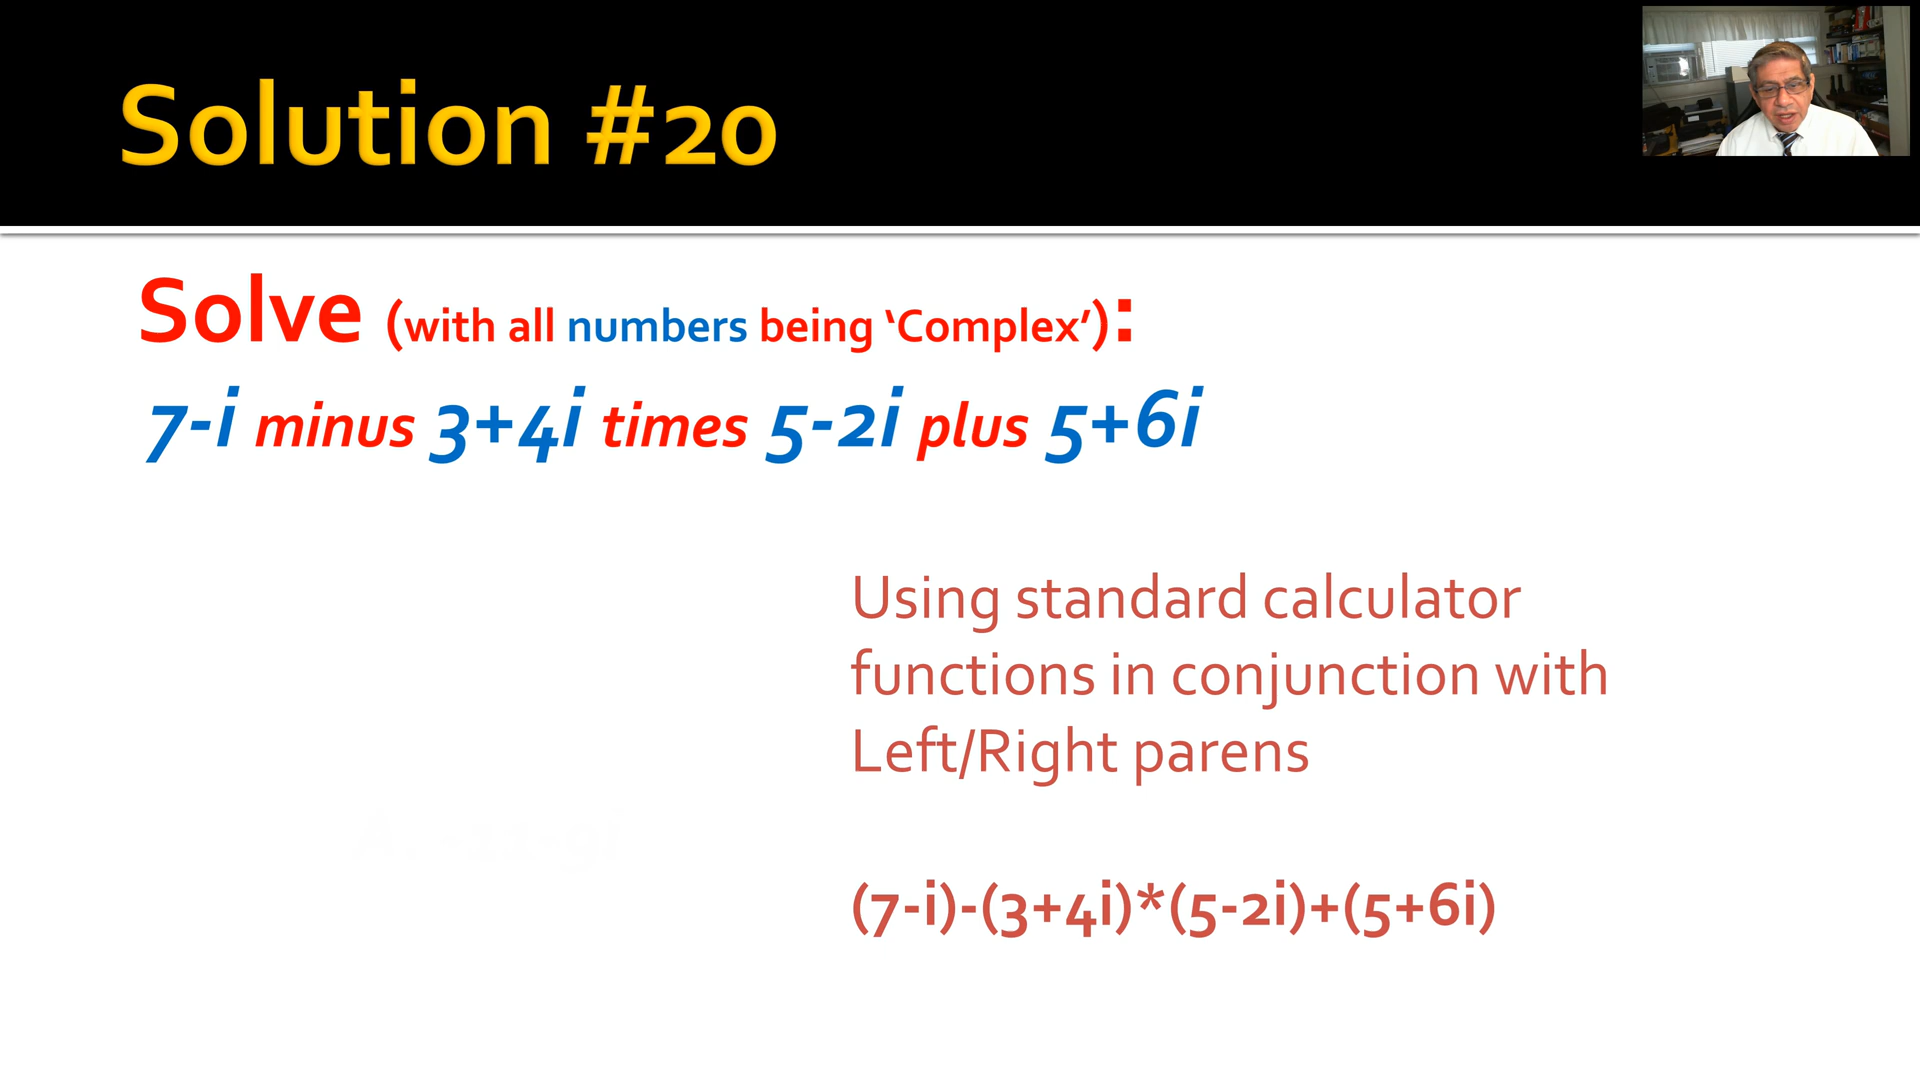 Solution #20
Solve (with all numbers being ‘Complex’):
7-i minus 3+4i times 5-2i plus 5+6i
Using standard calculator
functions in conjunction with
Left/Right parens
(7-i)-(3+4i)*(5-2i)+(5+6i)